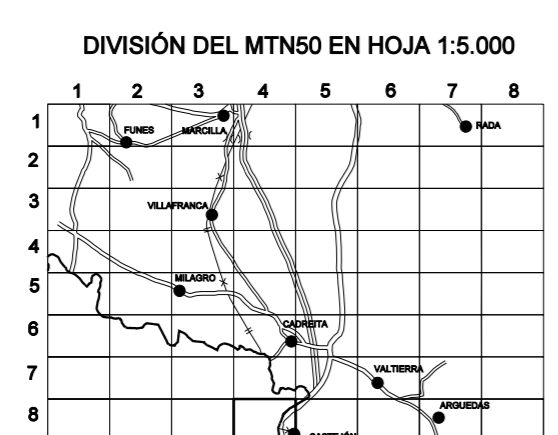 DIVISIÓN DEL MTN50 EN HOJA 1:5.000
1 2 3 4 5 6 7 8
1
FUNES
MARCILLA
RADA
2
3
VILLAFRANCA
4
5
MILAGRO
6
CADREITA
7
VALTIERRA
8
ARGUEDAS